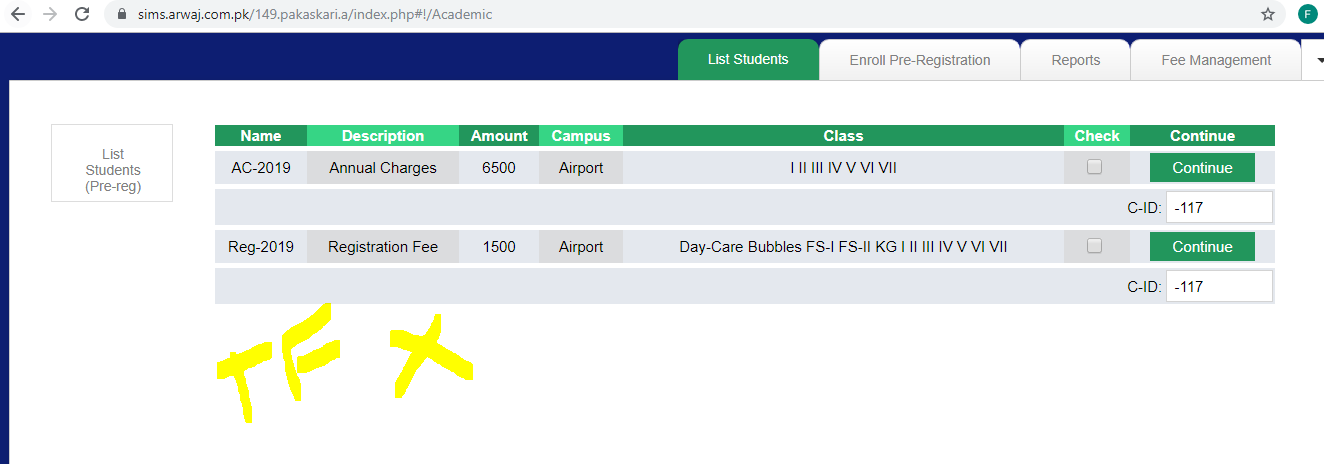 sims.arwaj.com.pk/149.pakaskari.a/index.php#!/Academic
F
List Students Enroll Pre-Registration Reports Fee Management
List
Students
(Pre-reg)
Name Description Amount Campus Class Check Continue
AC-2019 Annual Charges 6500 Airport I II III IV V VI VII Continue
C-ID: -117
Reg-2019 Registration Fee 1500 Airport Day-Care Bubbles FS-I FS-II KG I II III IV V VI VII Continue
C-ID: -117
TF X